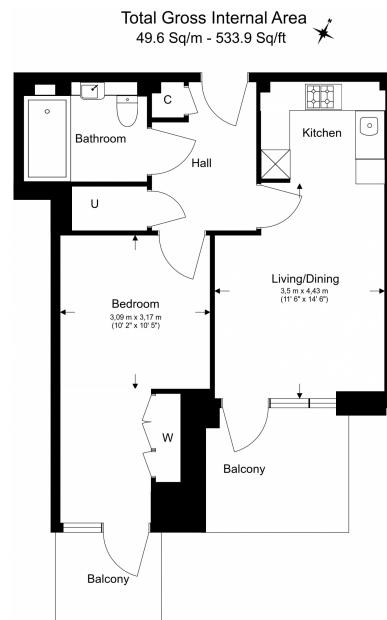 Total Gross Internal Area
49.6 Sq/m - 533.9 Sq/ft
C
Kitchen
Bathroom
Hall
U
Living/Dining
3,5 m x 4,43 m
(11' 6" x 14' 6")
Bedroom
3,09 m x 3,17 m
(10' 2" x 10' 5")
W
Balcony
Balcony